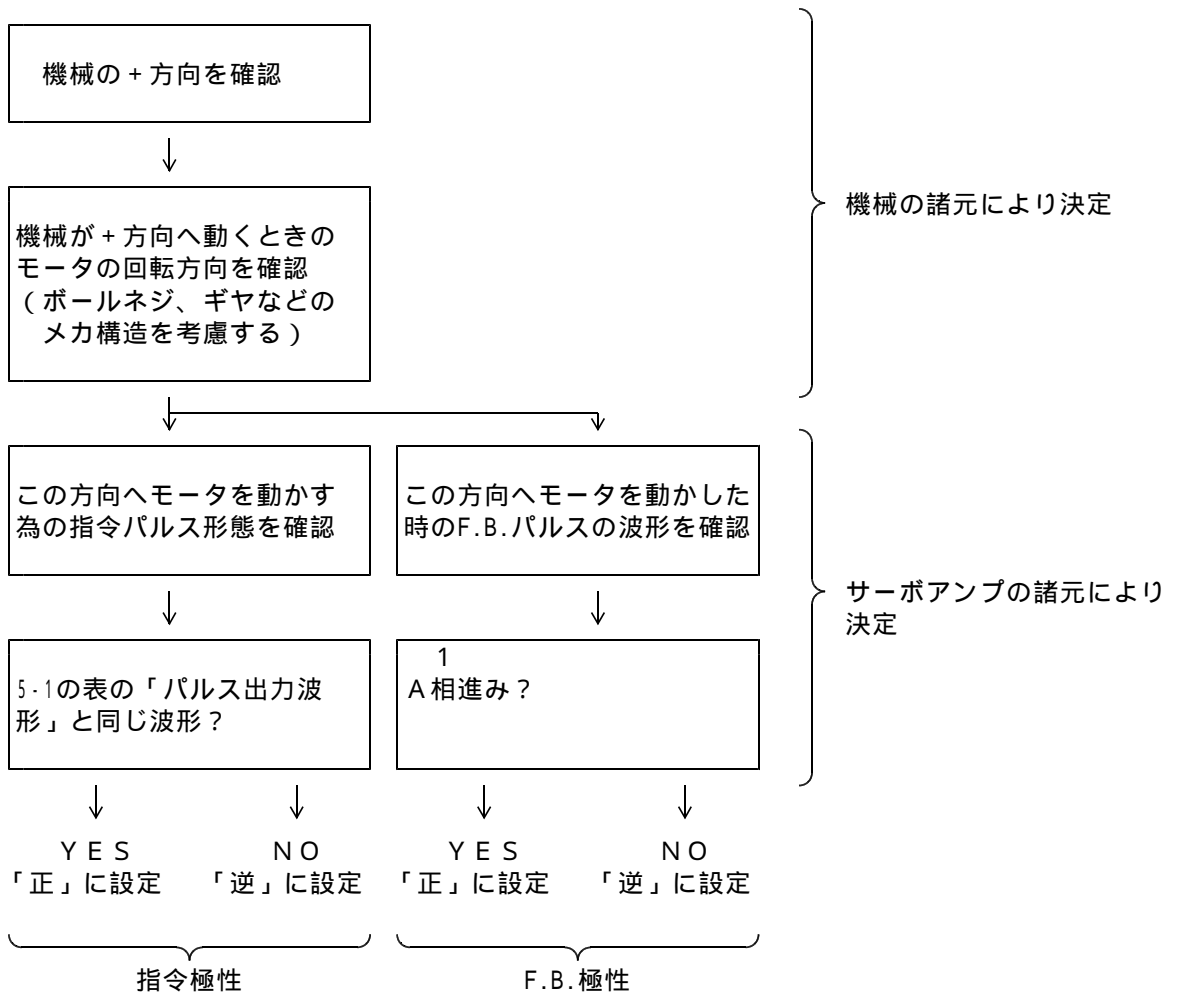 機械の＋方向を確認
機械の諸元により決定
機械が＋方向へ動くときの
モータの回転方向を確認
（ボールネジ、ギヤなどの
メカ構造を考慮する）
この方向へモータを動かす
為の指令パルス形態を確認
この方向へモータを動かした
時のF.B.パルスの波形を確認
サーボアンプの諸元により
決定
5-1の表の「パルス出力波
形」と同じ波形？
1
A相進み？
ＹＥＳ
「正」に設定
ＮＯ
「逆」に設定
ＹＥＳ
「正」に設定
ＮＯ
「逆」に設定
指令極性
F.B.極性